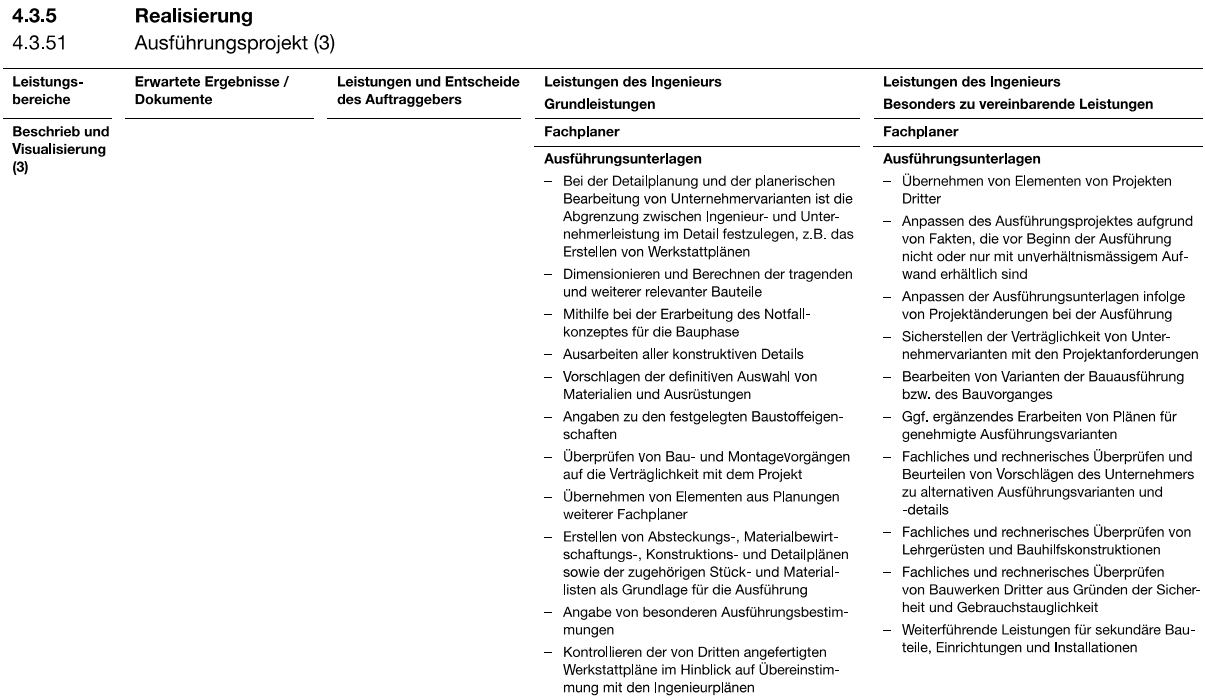 4.3.5 Realisierung
4.3.51 Ausführungsprojekt (3)
Leistungs-
bereiche
Erwartete Ergebnisse /
Dokumente
Leistungen und Entscheide
des Auftraggebers
Leistungen des Ingenieurs
Grundleistungen
Leistungen des Ingenieurs
Besonders zu vereinbarende Leistungen
Beschrieb und
Visualisierung
(3)
Fachplaner
Ausführungsunterlagen
– Bei der Detailplanung und der planerischen
Bearbeitung von Unternehmervarianten ist die
Abgrenzung zwischen Ingenieur- und Unter-
nehmerleistung im Detail festzulegen, z.B. das
Erstellen von Werkstattplänen
– Dimensionieren und Berechnen der tragenden
und weiterer relevanter Bauteile
– Mithilfe bei der Erarbeitung des Notfall-
konzeptes für die Bauphase
– Ausarbeiten aller konstruktiven Details
– Vorschlagen der definitiven Auswahl von
Materialien und Ausrüstungen
– Angaben zu den festgelegten Baustoffeigen-
schaften
– Überprüfen von Bau- und Montagevorgängen
auf die Verträglichkeit mit dem Projekt
– Übernehmen von Elementen aus Planungen
weiterer Fachplaner
– Erstellen von Absteckungs-, Materialbewirt-
schaftungs-, Konstruktions- und Detailplänen
sowie der zugehörigen Stück- und Material-
listen als Grundlage für die Ausführung
– Angabe von besonderen Ausführungsbestim-
mungen
– Kontrollieren der von Dritten angefertigten
Werkstattpläne im Hinblick auf Übereinstim-
mung mit den Ingenieurplänen
Fachplaner
Ausführungsunterlagen
– Übernehmen von Elementen von Projekten
Dritter
– Anpassen des Ausführungsprojektes aufgrund
von Fakten, die vor Beginn der Ausführung
nicht oder nur mit unverhältnismässigem Auf-
wand erhältlich sind
– Anpassen der Ausführungsunterlagen infolge
von Projektänderungen bei der Ausführung
– Sicherstellen der Verträglichkeit von Unter-
nehmervarianten mit den Projektanforderungen
– Bearbeiten von Varianten der Bauausführung
bzw. des Bauvorganges
– Ggf. ergänzendes Erarbeiten von Plänen für
genehmigte Ausführungsvarianten
– Fachliches und rechnerisches Überprüfen und
Beurteilen von Vorschlägen des Unternehmers
zu alternativen Ausführungsvarianten und
-details
– Fachliches und rechnerisches Überprüfen von
Lehrgerüsten und Bauhilfskonstruktionen
– Fachliches und rechnerisches Überprüfen
von Bauwerken Dritter aus Gründen der Sicher-
heit und Gebrauchstauglichkeit
– Weiterführende Leistungen für sekundäre Bau-
teile, Einrichtungen und Installationen